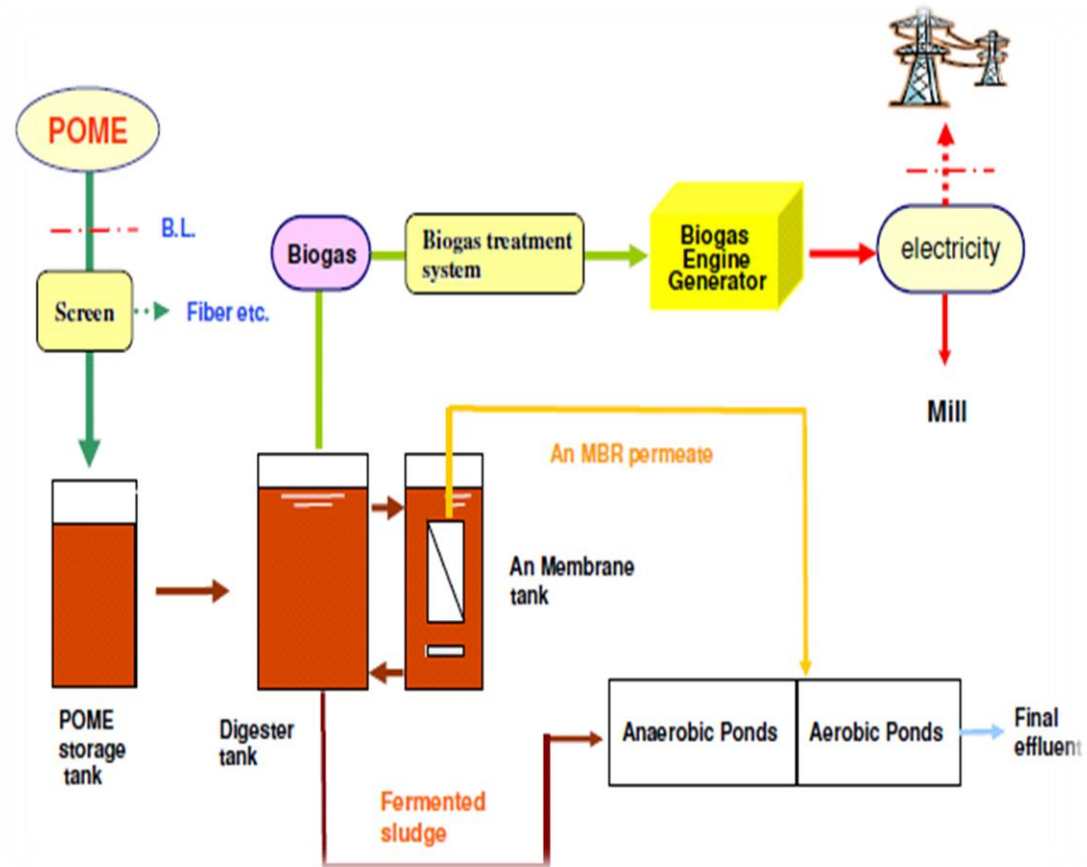 POME
B.L.
Screen
Fiber etc.
Biogas
Biogas treatment
system
Biogas
Engine
Generator
electricity
Mill
An MBR permeate
An Membrane
tank
POME
storage
tank
Digester
tank
Fermented
sludge
Anaerobic Ponds
Aerobic Ponds
Final
effluent